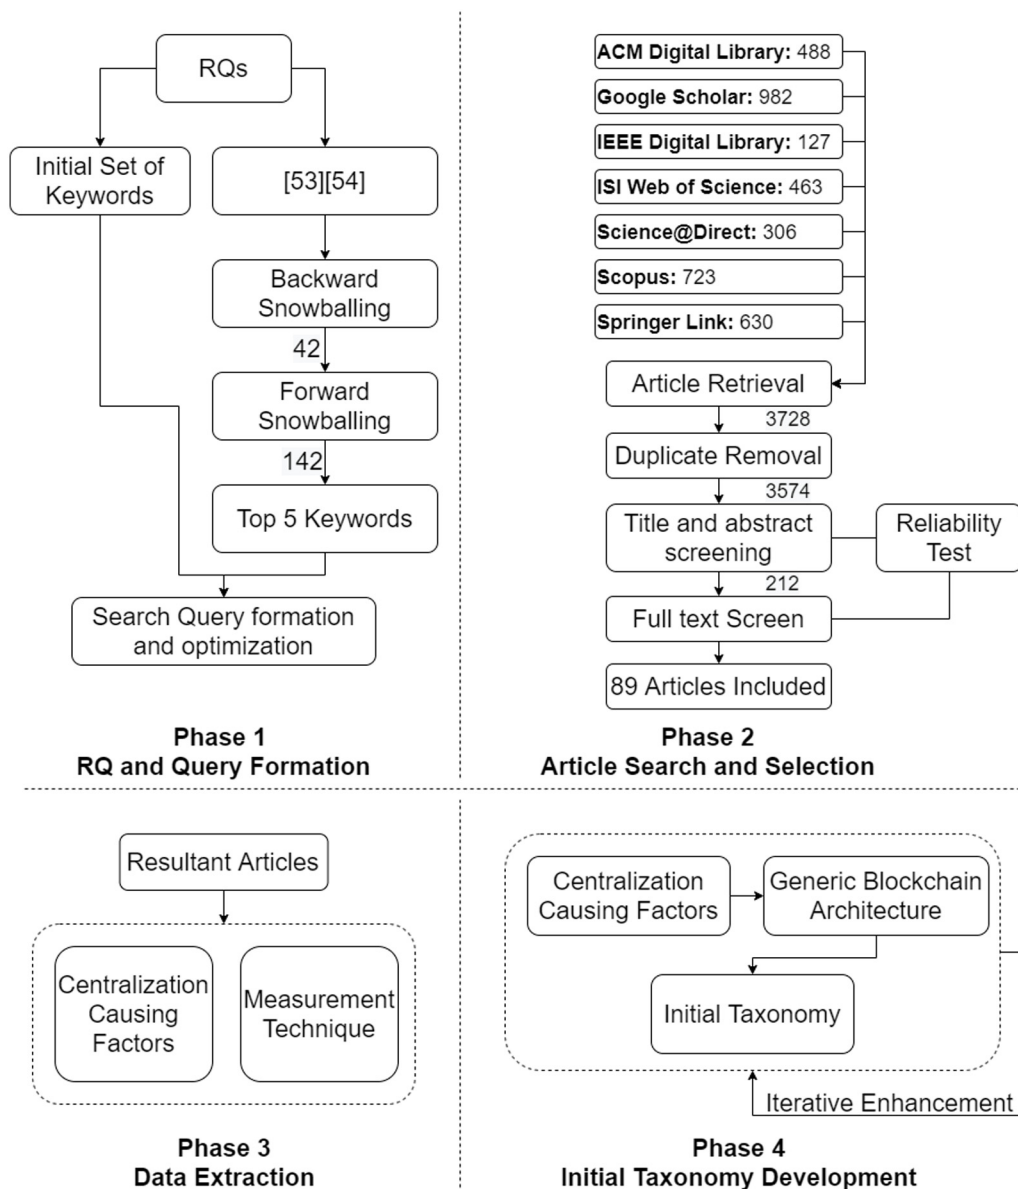 RQs
Initial Set of
Keywords
[53][54]
Backward
Snowballing
42
Forward
Snowballing
142
Top 5 Keywords
Search Query formation
and optimization
Phase 1
RQ and Query Formation
ACM Digital Library: 488
Google Scholar: 982
IEEE Digital Library: 127
ISI Web of Science: 463
Science@Direct: 306
Scopus: 723
Springer Link: 630
Article Retrieval
3728
Duplicate Removal
3574
Title and abstract
screening
Reliability
Test
212
Full text Screen
89 Articles Included
Phase 2
Article Search and Selection
Resultant Articles
Centralization
Causing
Factors
Measurement
Technique
Phase 3
Data Extraction
Centralization
Causing Factors
Generic Blockchain
Architecture
Initial Taxonomy
Iterative Enhancement
Phase 4
Initial Taxonomy Development